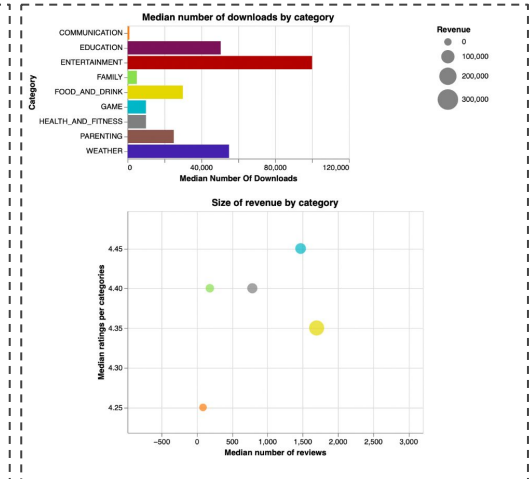 Median number of downloads by category
Category
COMMUNICATION
EDUCATION
ENTERTAINMENT
FAMILY
FOOD_AND_DRINK
GAME
HEALTH_AND_FITNESS
PARENTING
WEATHER
0 40,000 80,000 120,000
Median Number Of Downloads
Revenue
0
100,000
200,000
300,000
Size of revenue by category
Median ratings per categories
4.45
4.40
4.35
4.30
4.25
−500 0 500 1,000 1,500 2,000 2,500 3,000
Median number of reviews